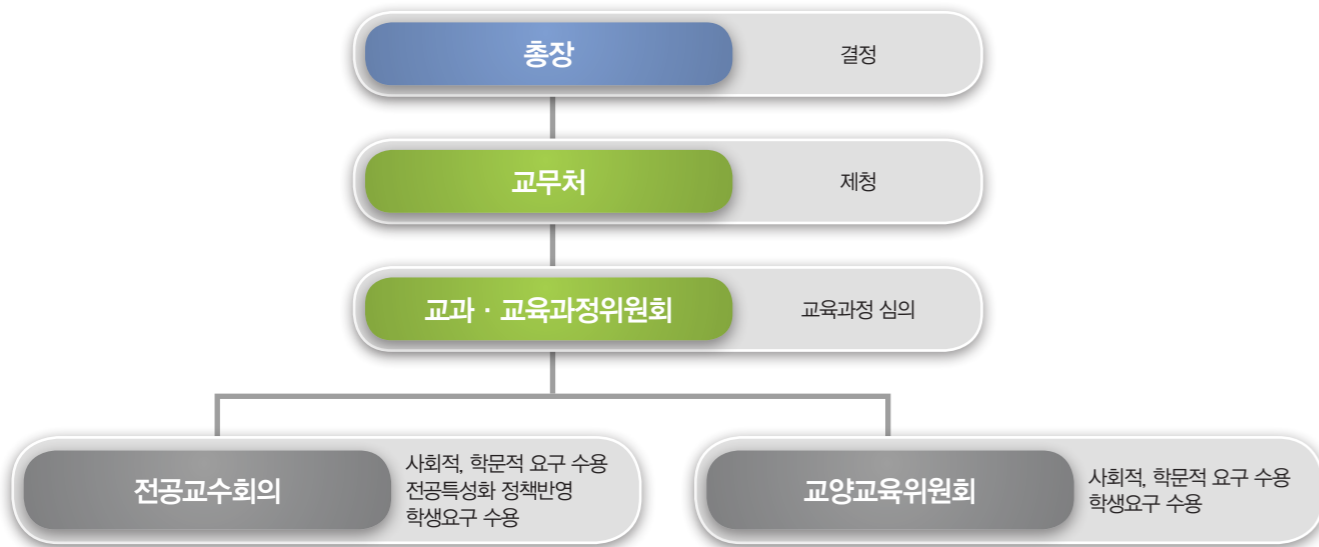 총장
결정
교무처
제청
교과 · 교육과정위원회
교육과정 심의
전공교수회의
사회적, 학문적 요구 수용
전공특성화 정책반영
학생요구 수용
교양교육위원회
사회적, 학문적 요구 수용
학생요구 수용